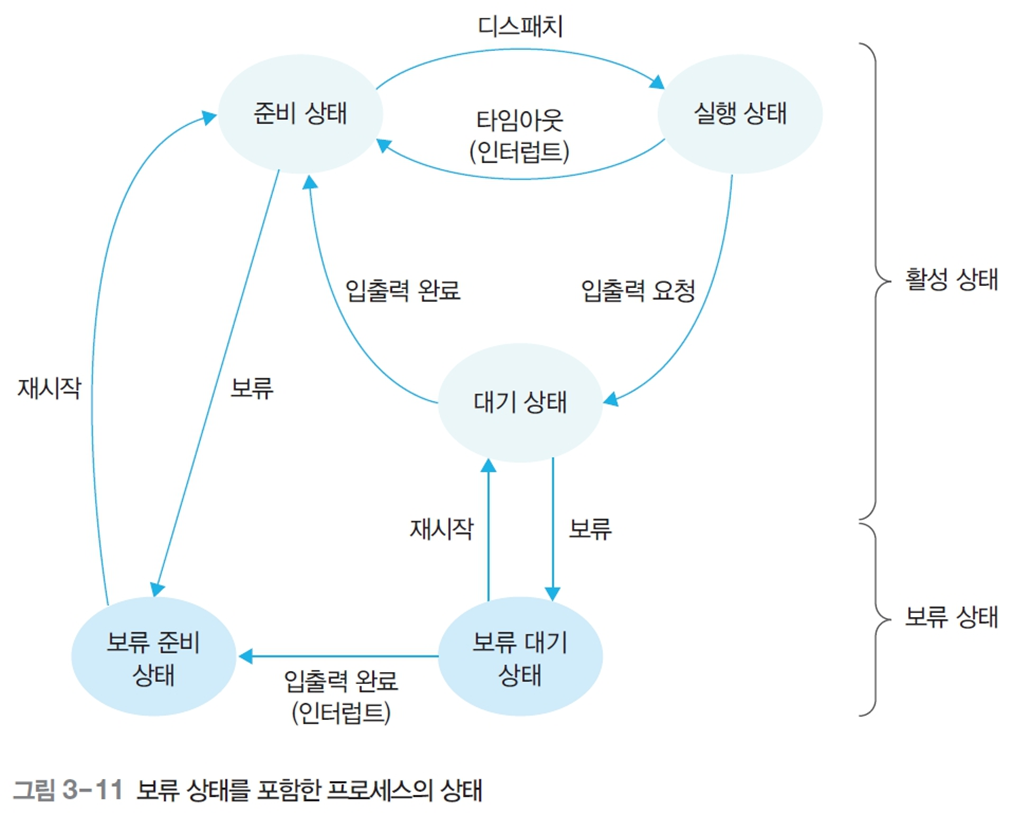 디스패치
준비 상태
실행 상태
타임아웃
(인터럽트)
입출력 완료
입출력 요청
활성 상태
재시작
보류
대기 상태
재시작
보류
보류 상태
보류 준비
상태
보류 대기
상태
입출력 완료
(인터럽트)
그림 3-11 보류 상태를 포함한 프로세스의 상태